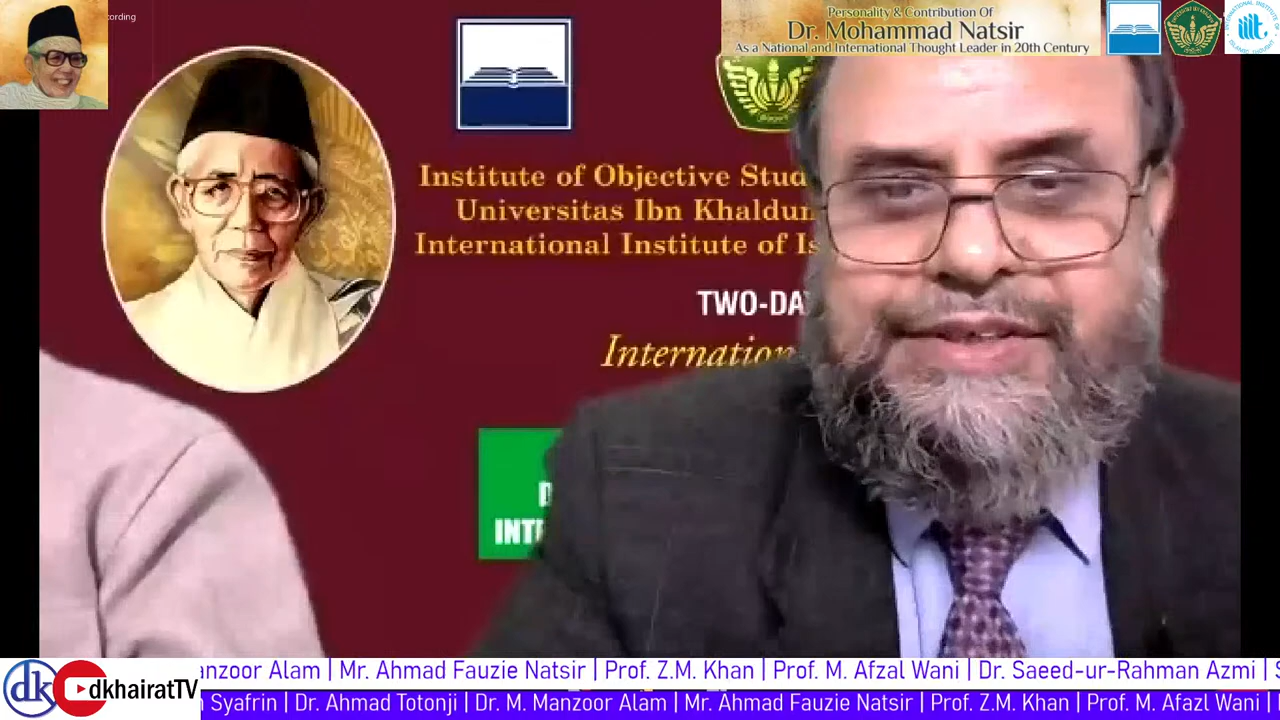 cording
Personality & Contribution Of
Dr. Mohammad Natsir
As a National and International Thought Leader in 20th Century
Institute of Objective Stud
Universitas Ibn Khaldun
International Institute of Is
TWO-DA
Internation
D
INTE
dk
dkhairatTV
anzoor Alam | Mr. Ahmad Fauzie Natsir | Prof. Z.M. Khan | Prof. M. Afzal Wani | Dr. Saeed-ur-Rahman Azmi | S
n Syafrin | Dr. Ahmad Totonji | Dr. M. Manzoor Alam | Mr. Ahmad Fauzie Natsir | Prof. Z.M. Khan | Prof. M. Afazl Wani |